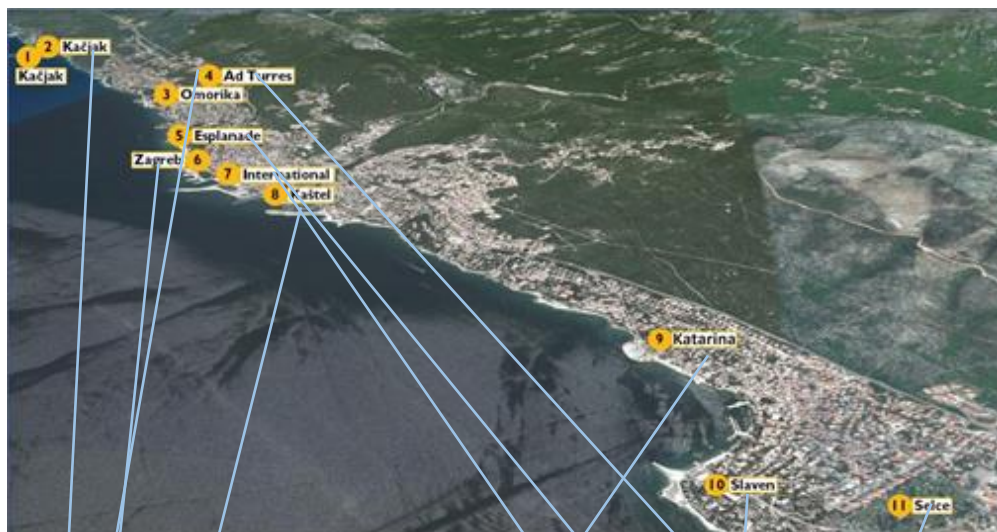 1
Kačjak
2 Kačjak
3 Omorika
4 Ad Turres
5 Esplanade
Zagreb 6
7 International
8 Kaštel
9 Katarina
10 Slaven
11 Selce